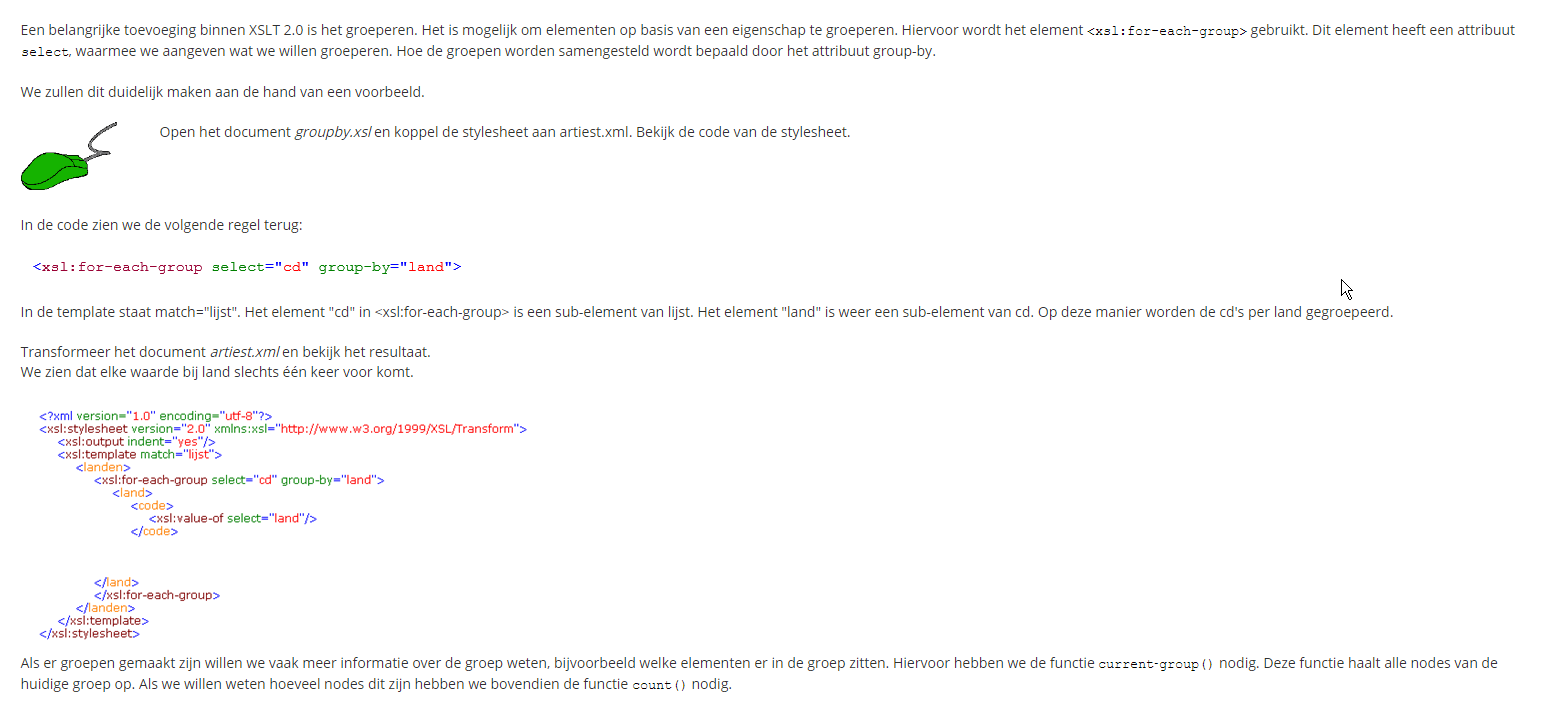 Een belangrijke toevoeging binnen XSLT 2.0 is het groeperen. Het is mogelijk om elementen op basis van een eigenschap te groeperen. Hiervoor wordt het element <xsl:for-each-group> gebruikt. Dit element heeft een attribuut
select, waarmee we aangeven wat we willen groeperen. Hoe de groepen worden samengesteld wordt bepaald door het attribuut group-by.
We zullen dit duidelijk maken aan de hand van een voorbeeld.
Open het document groupby.xsl en koppel de stylesheet aan artiest.xml. Bekijk de code van de stylesheet.
In de code zien we de volgende regel terug:
<xsl:for-each-group select="cd" group-by="land">
In de template staat match="lijst". Het element "cd" in <xsl:for-each-group> is een sub-element van lijst. Het element "land" is weer een sub-element van cd. Op deze manier worden de cd's per land gegroepeerd.
Transformeer het document artiest.xml en bekijk het resultaat.
We zien dat elke waarde bij land slechts één keer voor komt.
<?xml version="1.0" encoding="utf-8"?>
<xsl:stylesheet version="2.0" xmlns:xsl="http://www.w3.org/1999/XSL/Transform">
<xsl:output indent="yes"/>
<xsl:template match="lijst">
<landen>
<xsl:for-each-group select="cd" group-by="land">
<land>
<code>
<xsl:value-of select="land"/>
</code>
</land>
</xsl:for-each-group>
</landen>
</xsl:template>
</xsl:stylesheet>
Als er groepen gemaakt zijn willen we vaak meer informatie over de groep weten, bijvoorbeeld welke elementen er in de groep zitten. Hiervoor hebben we de functie current-group() nodig. Deze functie haalt alle nodes van de
huidige groep op. Als we willen weten hoeveel nodes dit zijn hebben we bovendien de functie count() nodig.